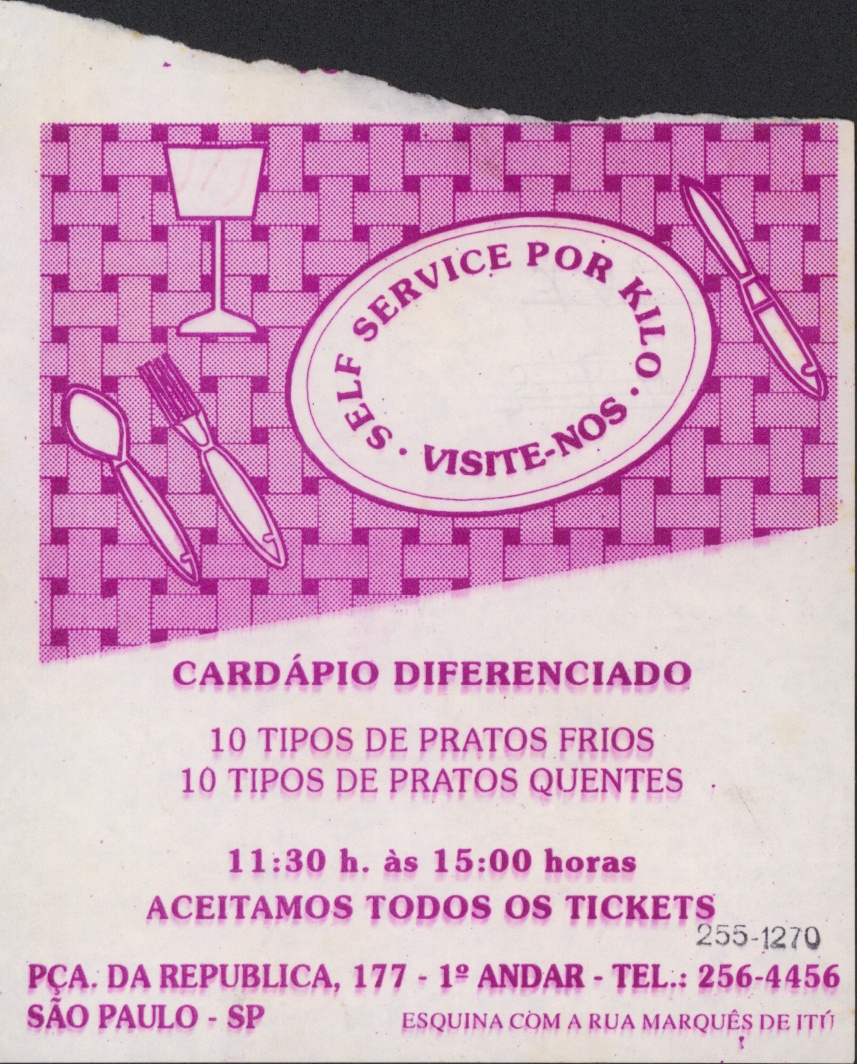 SELF SERVICE POR KILO
· VISITE-NOS ·
CARDÁPIO DIFERENCIADO
10 TIPOS DE PRATOS FRIOS
10 TIPOS DE PRATOS QUENTES
11:30 h. às 15:00 horas
ACEITAMOS TODOS OS TICKETS
255-1270
PÇA. DA REPUBLICA, 177 - 1º ANDAR - TEL.: 256-4456
SÃO PAULO - SP
ESQUINA COM A RUA MARQUÊS DE ITÚ